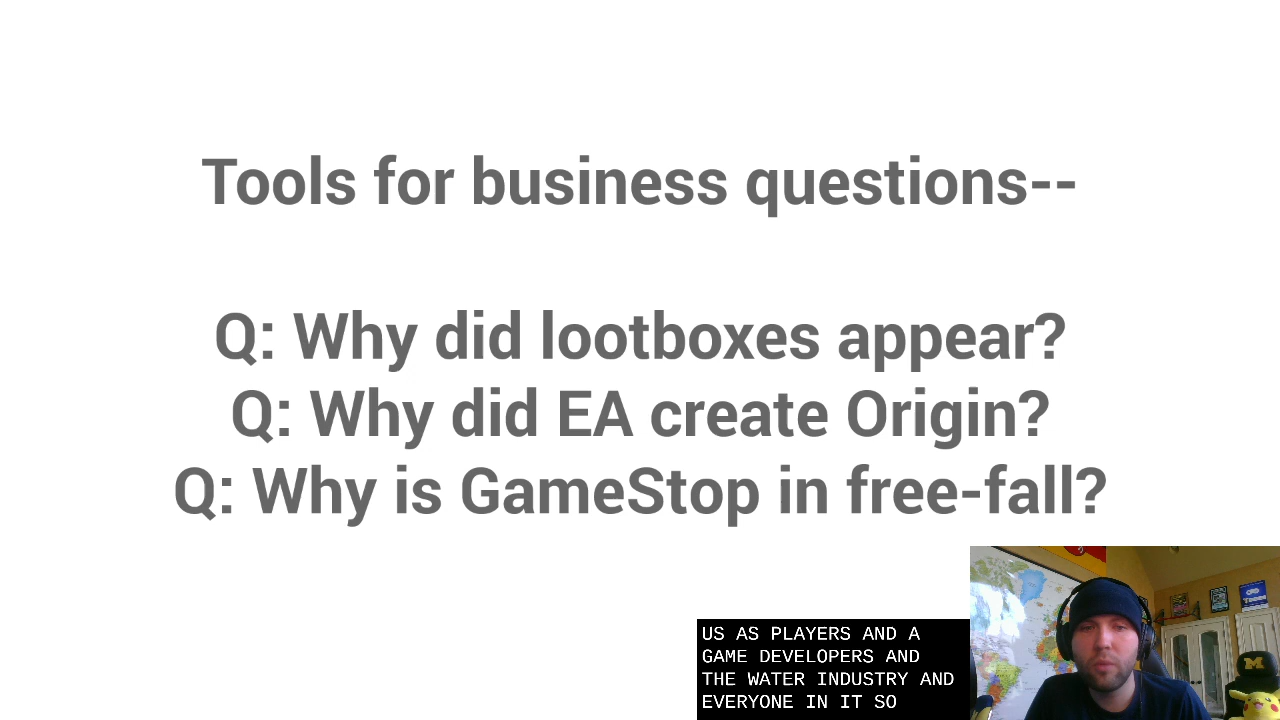 Tools for business questions--
Q: Why did lootboxes appear?
Q: Why did EA create Origin?
Q: Why is GameStop in free-fall?
US AS PLAYERS AND A
GAME DEVELOPERS AND
THE WATER INDUSTRY AND
EVERYONE IN IT SO
M